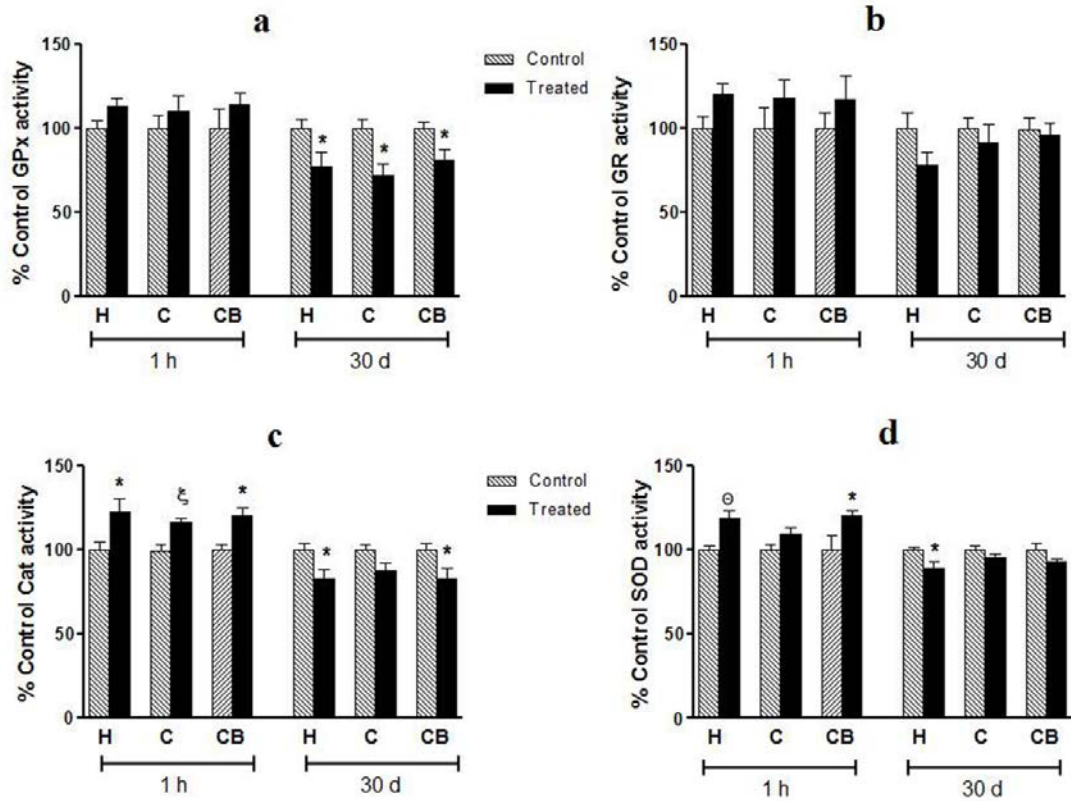 a
% Control GPx activity
150
100
50
0
* * *
H C CB H C CB
1 h 30 d
Control
Treated
b
% Control GR activity
150
100
50
0
H C CB H C CB
1 h 30 d
c
% Control Cat activity
150
100
50
0
* ξ * * *
H C CB H C CB
1 h 30 d
Control
Treated
d
% Control SOD activity
150
100
50
0
Θ * *
H C CB H C CB
1 h 30 d